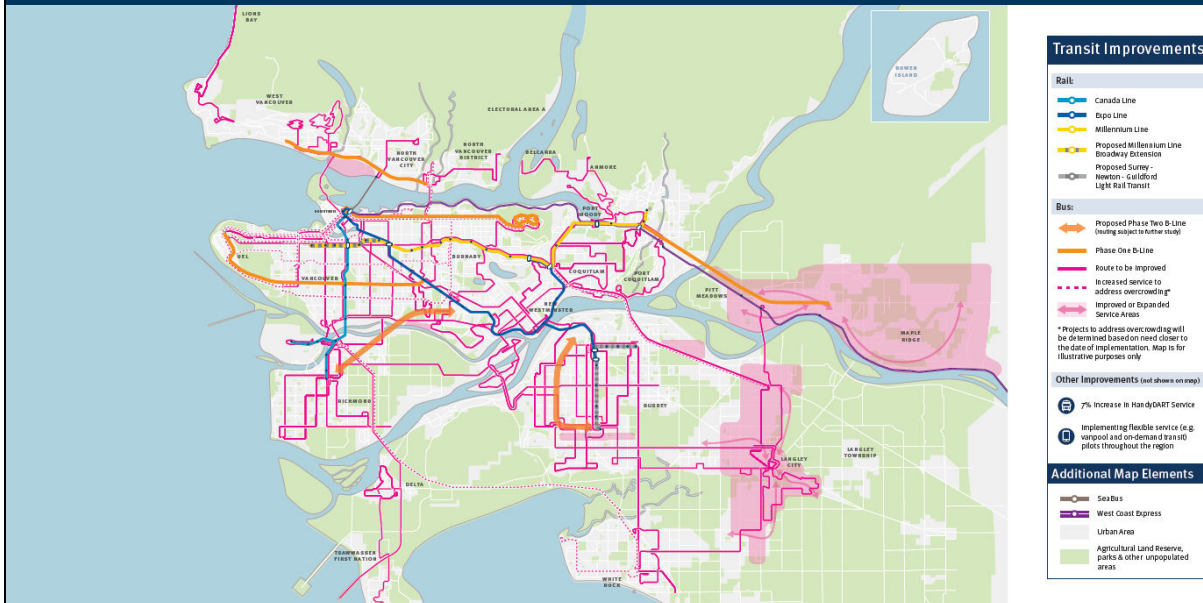 LIONS
BAY
WEST
VANCOUVER
ELECTORAL AREA A
BOWEN
ISLAND
NORTH
VANCOUVER
CITY
NORTH
VANCOUVER
DISTRICT
BELCARRA
ANMORE
PORT
MOODY
UEL
VANCOUVER
BURNABY
COQUITLAM
PORT
COQUITLAM
PITT
MEADOWS
MAPLE
RIDGE
NEW
WESTMINSTER
RICHMOND
SURREY
DELTA
LANGLEY
CITY
LANGLEY
TOWNSHIP
TSAWWASSEN
FIRST NATION
WHITE
ROCK
Transit Improvements
Rail:
Canada Line
Expo Line
Millennium Line
Proposed Millennium Line
Broadway Extension
Proposed Surrey -
Newton - Guildford
Light Rail Transit
Bus:
Proposed Phase Two B-Line
(routing subject to further study)
Phase One B-Line
Route to be Improved
Increased service to
address overcrowding*
Improved or Expanded
Service Areas
* Projects to address overcrowding will
be determined based on need closer to
the date of implementation. Map is for
illustrative purposes only
Other Improvements (not shown on map)
7% increase in HandyDART Service
Implementing flexible service (e.g.
vanpool and on-demand transit)
pilots throughout the region
Additional Map Elements
SeaBus
West Coast Express
Urban Area
Agricultural Land Reserve,
parks & other unpopulated
areas